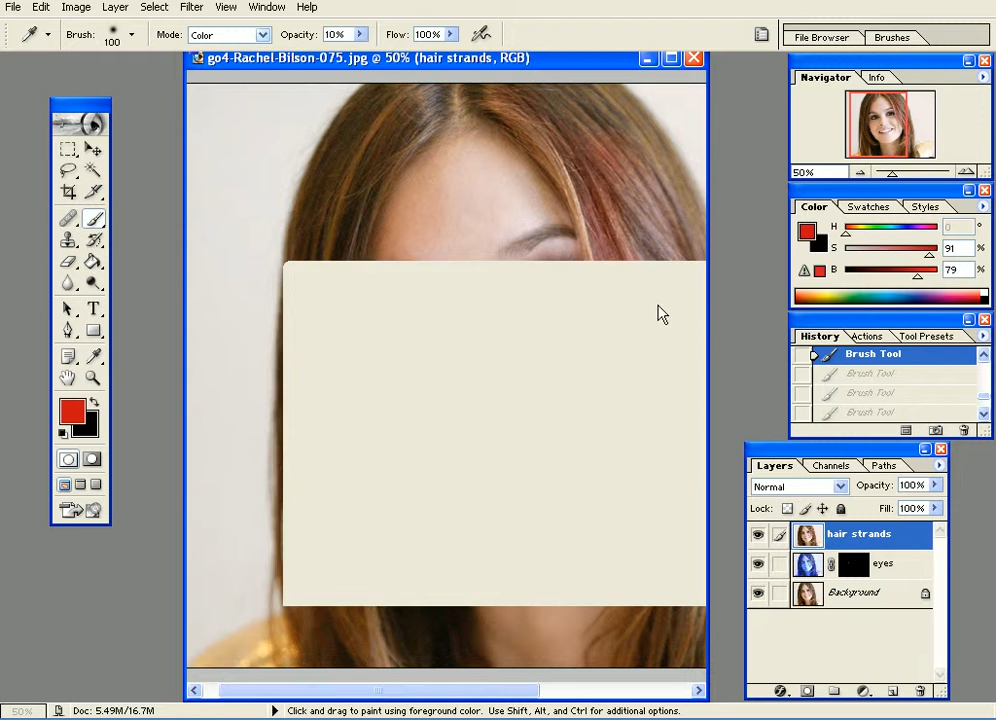 File Edit Image Layer Select Filter View Window Help
Brush: 100 Mode: Color Opacity: 10% Flow: 100% File Browser Brushes
go4-Rachel-Bilson-075.jpg @ 50% (hair strands, RGB)
Navigator Info
50%
Color Swatches Styles
H 0 °
S 91 %
B 79 %
History Actions Tool Presets
Brush Tool
Brush Tool
Brush Tool
Brush Tool
Layers Channels Paths
Normal Opacity: 100%
Lock: Fill: 100%
hair strands
eyes
Background
50% Doc: 5.49M/16.7M Click and drag to paint using foreground color. Use Shift, Alt, and Ctrl for additional options.